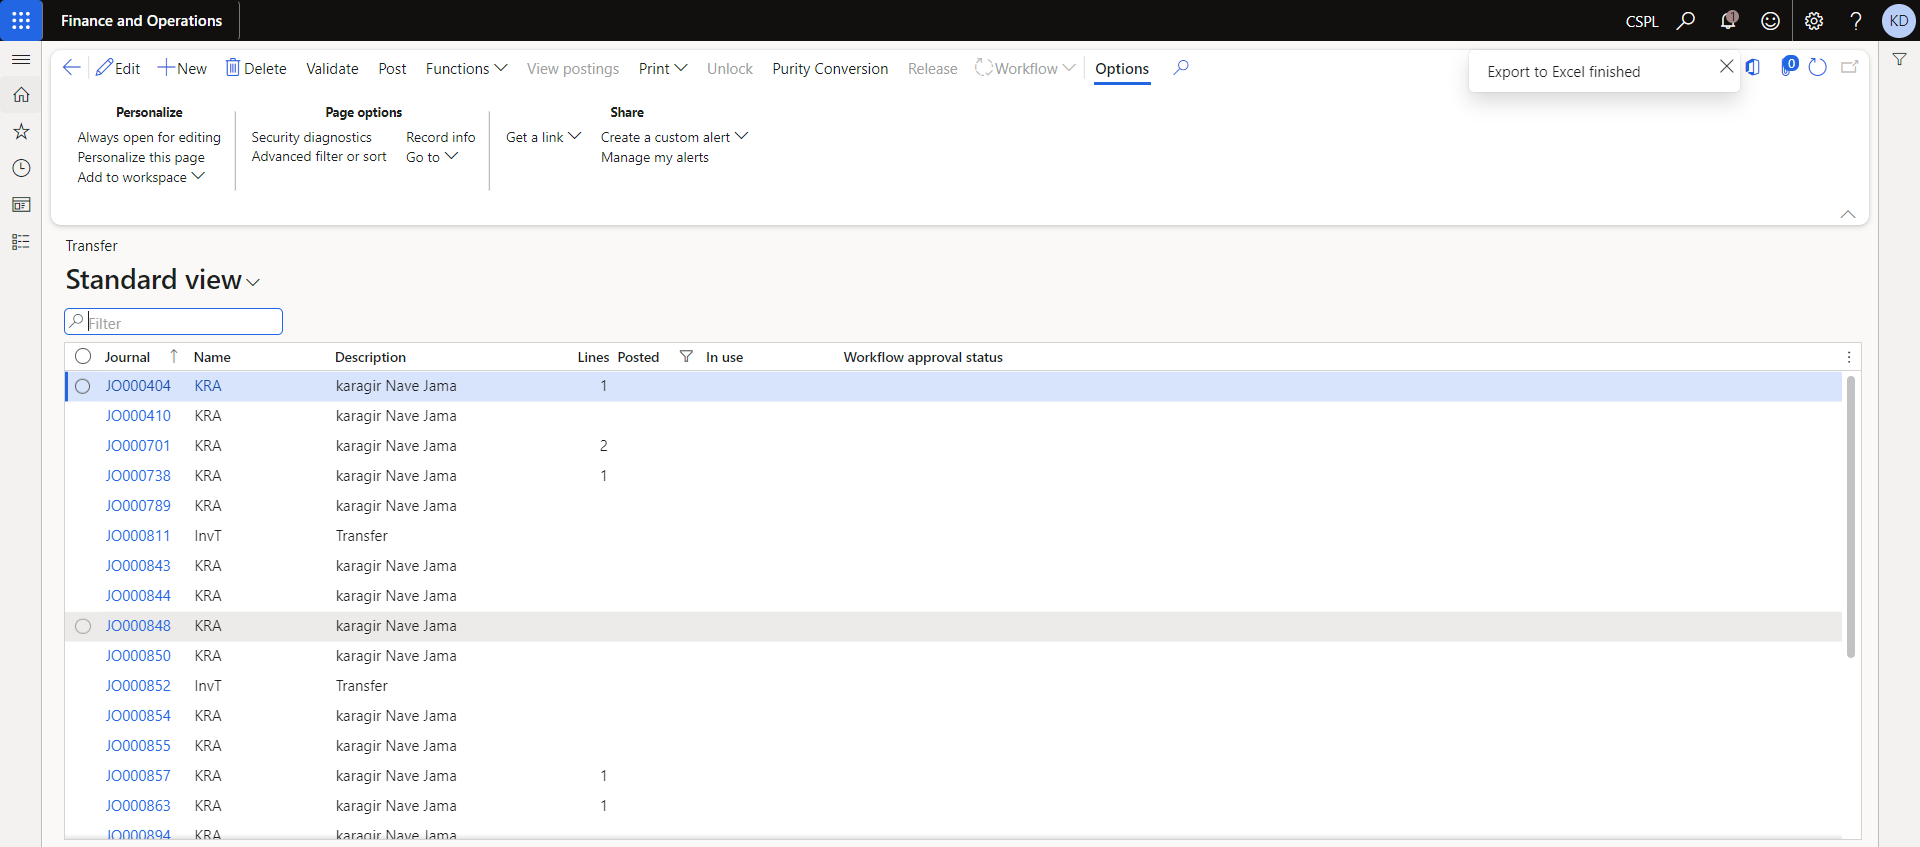 Finance and Operations
CSPL
1
KD
Edit New Delete Validate Post Functions View postings Print Unlock Purity Conversion Release Workflow Options
Export to Excel finished
0
Personalize
Always open for editing
Personalize this page
Add to workspace
Page options
Security diagnostics
Advanced filter or sort
Record info
Go to
Get a link
Share
Create a custom alert
Manage my alerts
Transfer
Standard view
Filter
Journal Name Description Lines Posted In use Workflow approval status
JO000404 KRA karagir Nave Jama 1
JO000410 KRA karagir Nave Jama
JO000701 KRA karagir Nave Jama 2
JO000738 KRA karagir Nave Jama 1
JO000789 KRA karagir Nave Jama
JO000811 InvT Transfer
JO000843 KRA karagir Nave Jama
JO000844 KRA karagir Nave Jama
JO000848 KRA karagir Nave Jama
JO000850 KRA karagir Nave Jama
JO000852 InvT Transfer
JO000854 KRA karagir Nave Jama
JO000855 KRA karagir Nave Jama
JO000857 KRA karagir Nave Jama 1
JO000863 KRA karagir Nave Jama 1
JO000894 KRA karagir Nave Jama